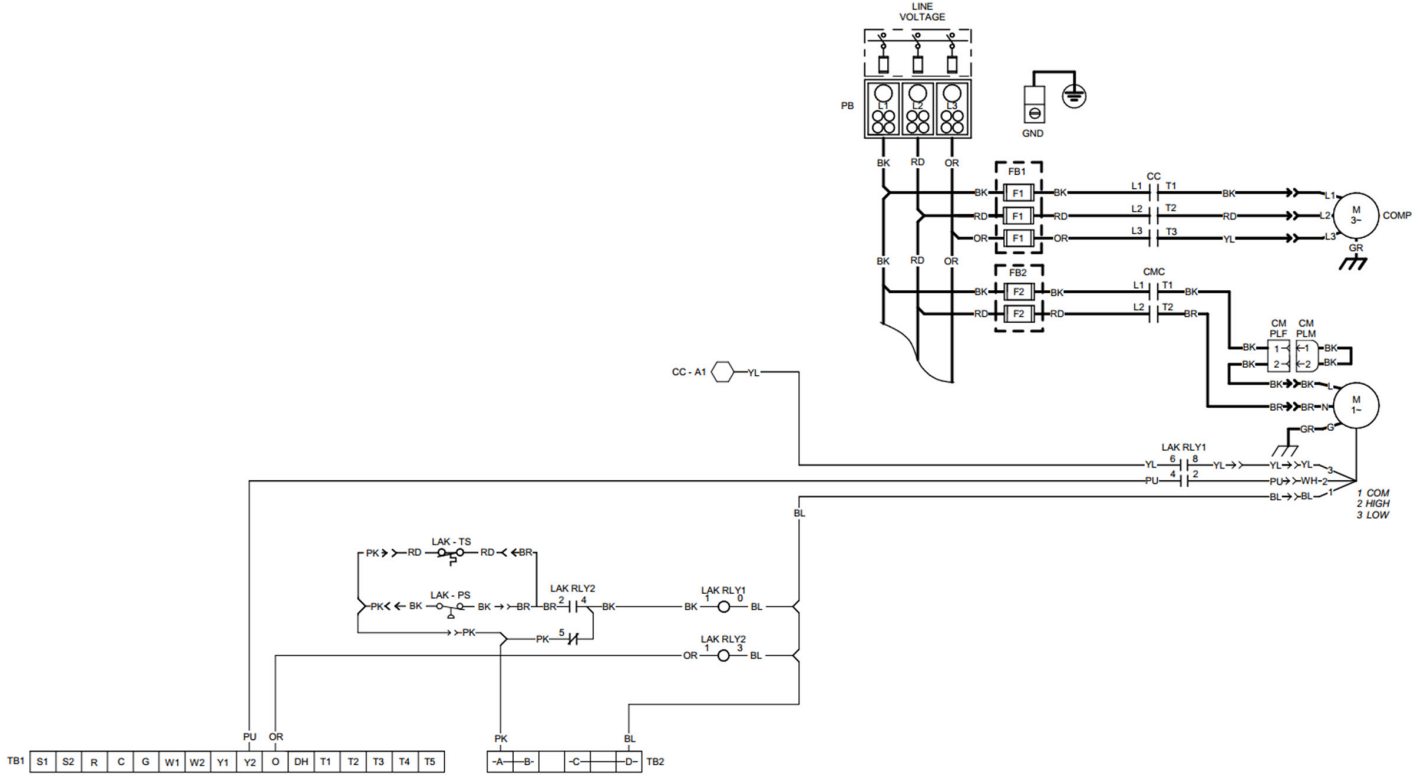 LINE
VOLTAGE
PB
L1 L2 L3
GND
BK RD OR
FB1
CC
BK F1 BK L1 T1 BK L1
RD F1 RD L2 T2 RD L2
OR F1 OR L3 T3 YL L3
M
3~
COMP
GR
BK RD OR
FB2
CMC
BK F2 BK L1 T1 BK
RD F2 RD L2 T2 BR
CM
PLF
CM
PLM
BK 1 1 BK
BK 2 2 BK
CC - A1 YL
BK BK L
BR BR N
M
1~
GR G
LAK RLY1
YL 6 8 YL YL YL 3
PU 4 2 PU WH 2
BL BL 1
1 COM
2 HIGH
3 LOW
BL
LAK - TS
PK RD RD BR
LAK - PS
LAK RLY2
LAK RLY1
PK BK BK BR BR 2 4 BK BK 1 0 BL
PK PK 5
LAK RLY2
OR 1 3 BL
PU OR PK BL
TB1 S1 S2 R C G W1 W2 Y1 Y2 O DH T1 T2 T3 T4 T5
-A- -B- -C- -D- TB2